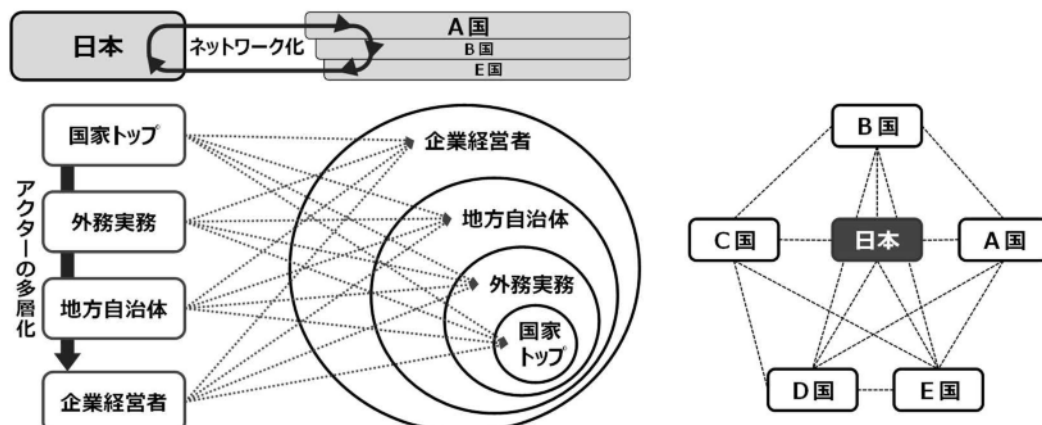 日本
ネットワーク化
A国
B国
E国
アクターの多層化
国家トップ
外務実務
地方自治体
企業経営者
企業経営者
地方自治体
外務実務
国家
トップ
B国
C国
日本
A国
D国
E国